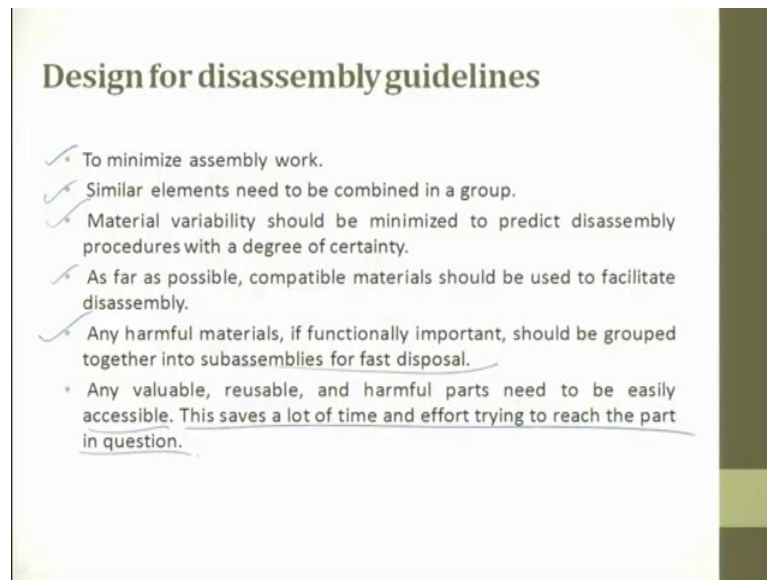 Design for disassembly guidelines
• To minimize assembly work.
• Similar elements need to be combined in a group.
• Material variability should be minimized to predict disassembly
procedures with a degree of certainty.
• As far as possible, compatible materials should be used to facilitate
disassembly.
• Any harmful materials, if functionally important, should be grouped
together into subassemblies for fast disposal.
• Any valuable, reusable, and harmful parts need to be easily
accessible. This saves a lot of time and effort trying to reach the part
in question.